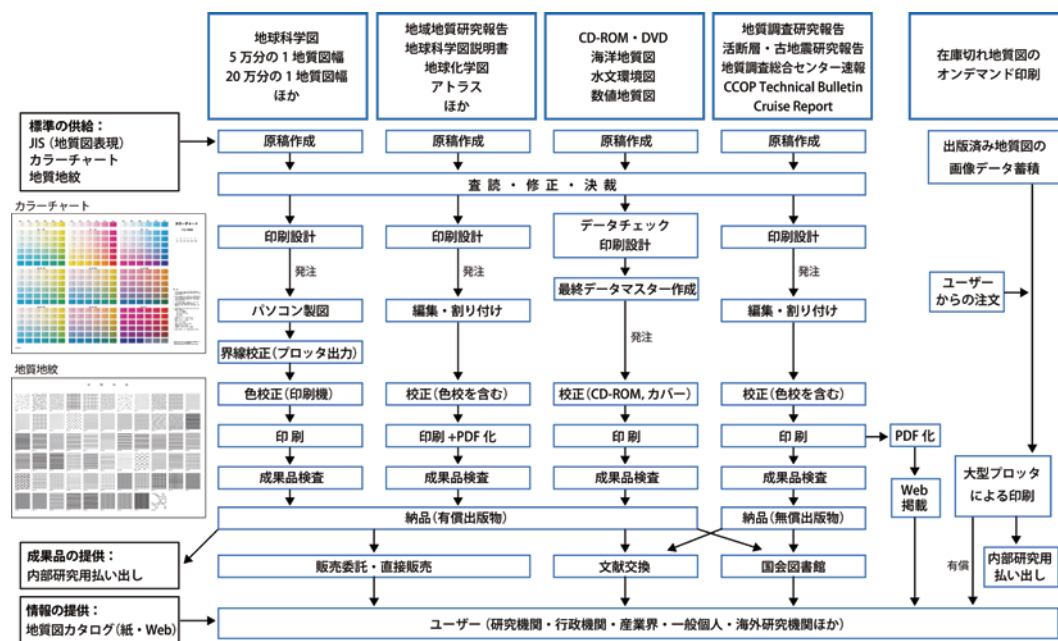 地球科学図
5 万分の 1 地質図幅
20 万分の 1 地質図幅
ほか
地域地質研究報告
地球科学図説明書
地球化学図
アトラス
ほか
CD-ROM・DVD
海洋地質図
水文環境図
数値地質図
地質調査研究報告
活断層・古地震研究報告
地質調査総合センター速報
CCOP Technical Bulletin
Cruise Report
在庫切れ地質図の
オンデマンド印刷
標準の供給：
JIS（地質図表現）
カラーチャート
地質地紋
原稿作成
原稿作成
原稿作成
原稿作成
出版済み地質図の
画像データ蓄積
査 読 ・ 修 正 ・ 決 裁
カラーチャート
印刷設計
印刷設計
データチェック
印刷設計
印刷設計
発注
発注
発注
最終データマスター作成
ユーザー
からの注文
パソコン製図
編集・割り付け
編集・割り付け
界線校正（プロッタ出力）
発注
地質地紋
色校正（印刷機）
校正（色校を含む）
校正（CD-ROM, カバー）
校正（色校を含む）
印 刷
印刷 +PDF 化
印 刷
印 刷
PDF 化
成果品検査
成果品検査
成果品検査
成果品検査
大型プロッタ
による印刷
Web
掲載
納品（有償出版物）
納品（無償出版物）
成果品の提供：
内部研究用払い出し
販売委託・直接販売
文献交換
国会図書館
有償
内部研究用
払い出し
情報の提供：
地質図カタログ（紙・Web）
ユーザー（研究機関・行政機関・産業界・一般個人・海外研究機関ほか）